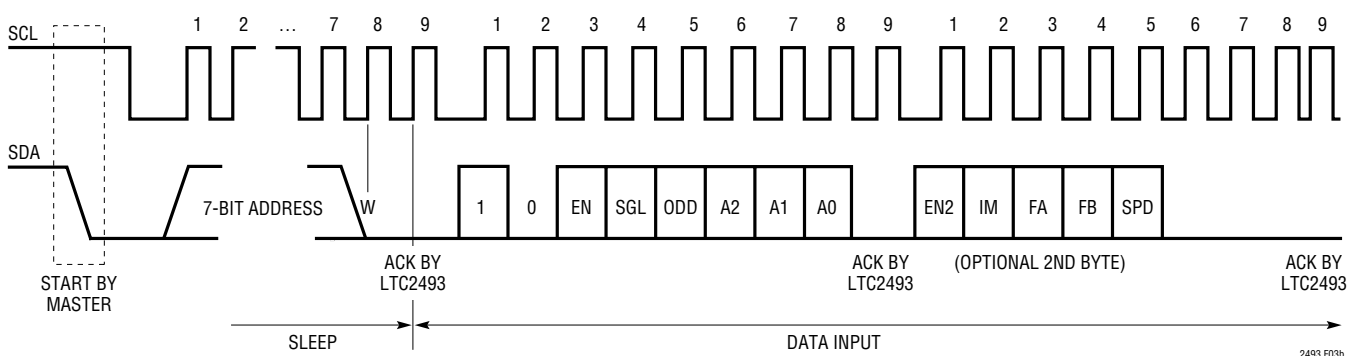 SCL 1 2 … 7 8 9 1 2 3 4 5 6 7 8 9 1 2 3 4 5 6 7 8 9
SDA
7-BIT ADDRESS W 1 0 EN SGL ODD A2 A1 A0 EN2 IM FA FB SPD
START BY
MASTER
ACK BY
LTC2493
ACK BY
LTC2493
(OPTIONAL 2ND BYTE)
ACK BY
LTC2493
SLEEP DATA INPUT
2493 F03b